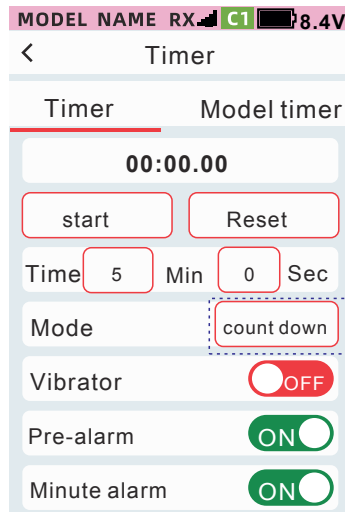 MODEL NAME RX C1 8.4V
Timer
Timer Model timer
00:00.00
start Reset
Time 5 Min 0 Sec
Mode count down
Vibrator OFF
Pre-alarm ON
Minute alarm ON